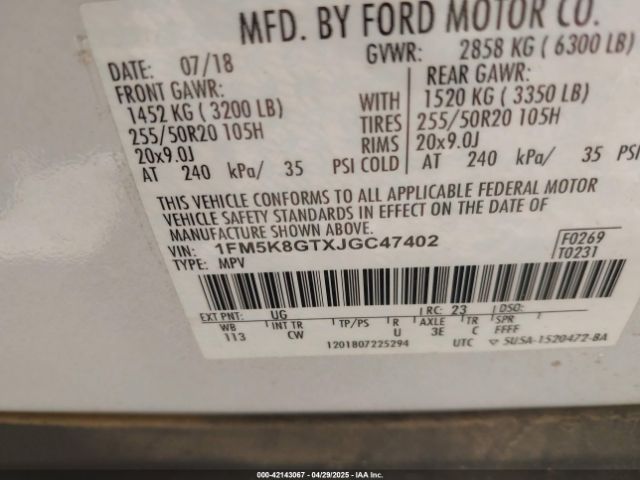 MFD. BY FORD MOTOR CO.
DATE: 07/18 GVWR: 2858 KG ( 6300 LB)
FRONT GAWR: REAR GAWR:
1452 KG ( 3200 LB) WITH 1520 KG ( 3350 LB)
255/50R20 105H TIRES 255/50R20 105H
20x9.0J RIMS 20x9.0J
AT 240 kPa/ 35 PSI COLD AT 240 kPa/ 35 PSI
THIS VEHICLE CONFORMS TO ALL APPLICABLE FEDERAL MOTOR
VEHICLE SAFETY STANDARDS IN EFFECT ON THE DATE OF
MANUFACTURE SHOWN ABOVE.
VIN: 1FM5K8GTXJGC47402 F0269
TYPE: MPV T0231
EXT PNT: UG RC: 23 DSO:
WB INT TR TP/PS R AXLE TR SPR
113 CW U 3E C FFFF
1201807225294 UTC 5U5A-1520472-BA
000-42143067 - 04/29/2025 - IAAI.COM